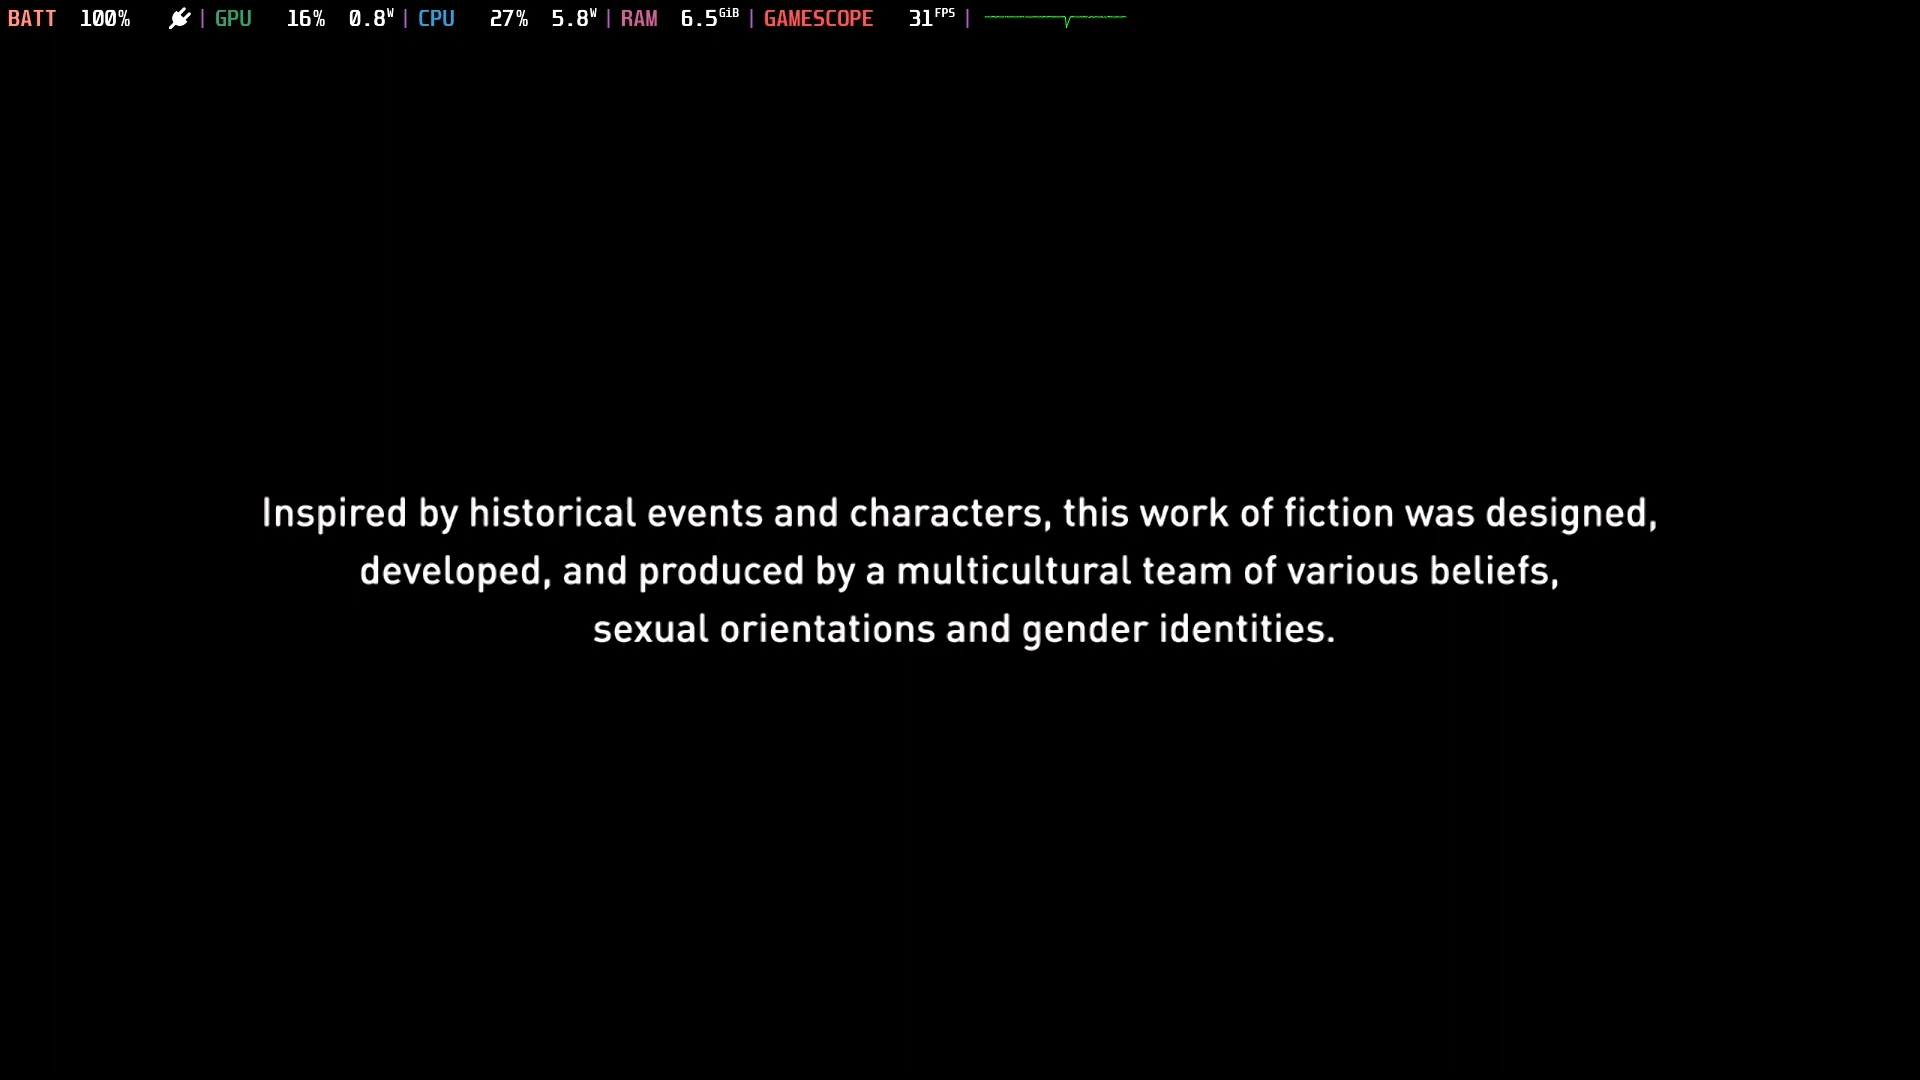 BATT 100% | GPU 16% 0.8W | CPU 27% 5.8W | RAM 6.5GiB | GAMESCOPE 31FPS |
Inspired by historical events and characters, this work of fiction was designed,
developed, and produced by a multicultural team of various beliefs,
sexual orientations and gender identities.